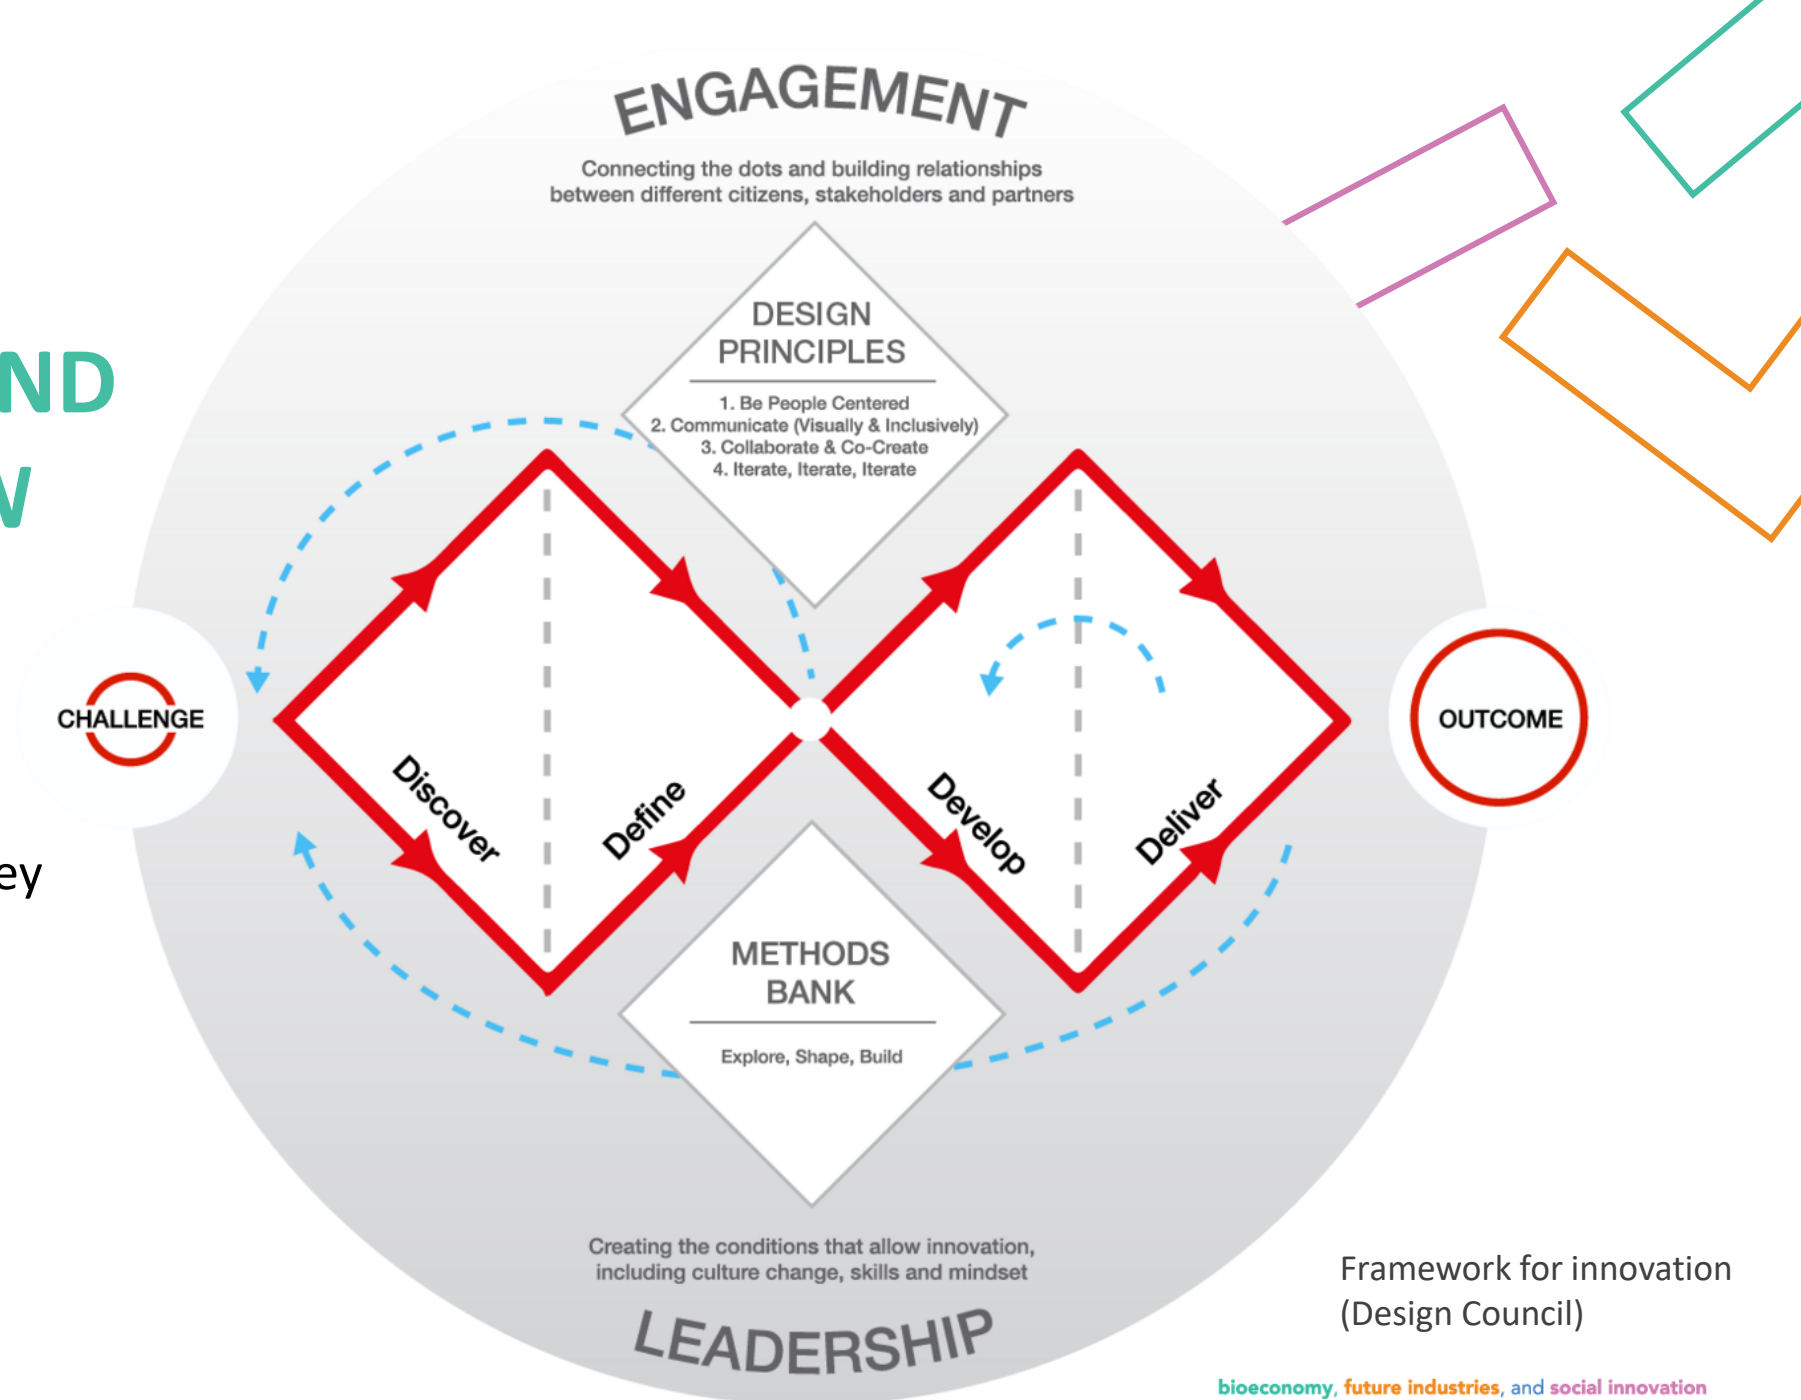 ENGAGEMENT
Connecting the dots and building relationships
between different citizens, stakeholders and partners
DESIGN
PRINCIPLES
1. Be People Centered
2. Communicate (Visually & Inclusively)
3. Collaborate & Co-Create
4. Iterate, Iterate, Iterate
ND
W
CHALLENGE
OUTCOME
Discover
Define
Develop
Deliver
ey
METHODS
BANK
Explore, Shape, Build
Creating the conditions that allow innovation,
including culture change, skills and mindset
LEADERSHIP
Framework for innovation
(Design Council)
bioeconomy, future industries, and social innovation